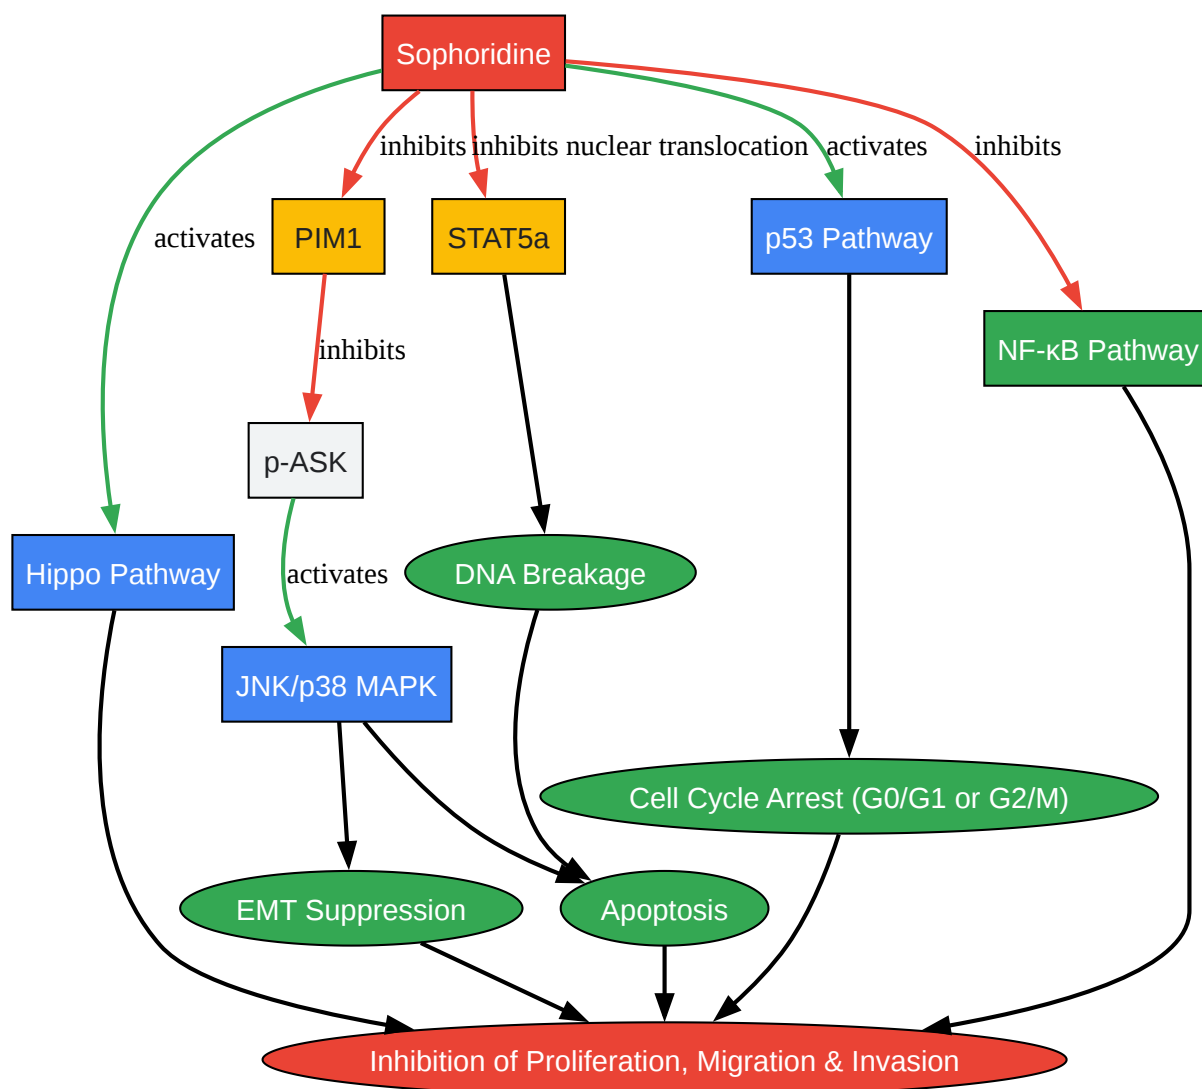 Sophoridine
inhibits
inhibits nuclear translocation
activates
inhibits
activates
PIM1
STAT5a
p53 Pathway
inhibits
NF-κB Pathway
p-ASK
Hippo Pathway
activates
DNA Breakage
JNK/p38 MAPK
Cell Cycle Arrest (G0/G1 or G2/M)
EMT Suppression
Apoptosis
Inhibition of Proliferation, Migration & Invasion